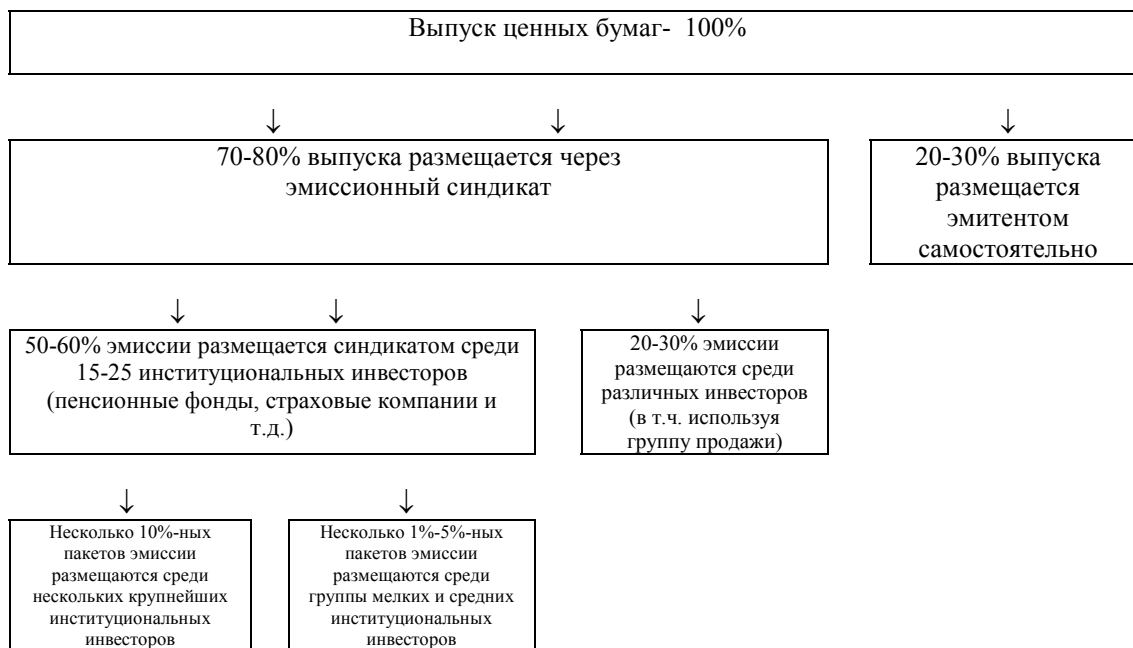 Выпуск ценных бумаг- 100%
↓ ↓ ↓
70-80% выпуска размещается через
эмиссионный синдикат
20-30% выпуска
размещается
эмитентом
самостоятельно
↓ ↓ ↓
50-60% эмиссии размещается синдикатом среди
15-25 институциональных инвесторов
(пенсионные фонды, страховые компании и
т.д.)
20-30% эмиссии
размещаются среди
различных инвесторов
(в т.ч. используя
группу продажи)
↓ ↓
Несколько 10%-ных
пакетов эмиссии
размещаются среди
нескольких крупнейших
институциональных
инвесторов
Несколько 1%-5%-ных
пакетов эмиссии
размещаются среди
группы мелких и средних
институциональных
инвесторов